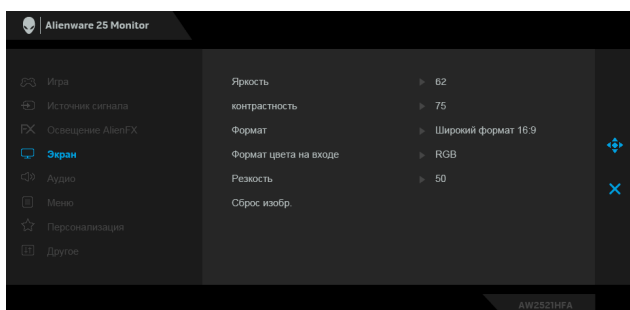 Alienware 25 Monitor
Игра
Источник сигнала
FX Освещение AlienFX
Экран
Аудио
Меню
Персонализация
Другое
Яркость 62
контрастность 75
Формат Широкий формат 16:9
Формат цвета на входе RGB
Резкость 50
Сброс изобр.
AW2521HFA